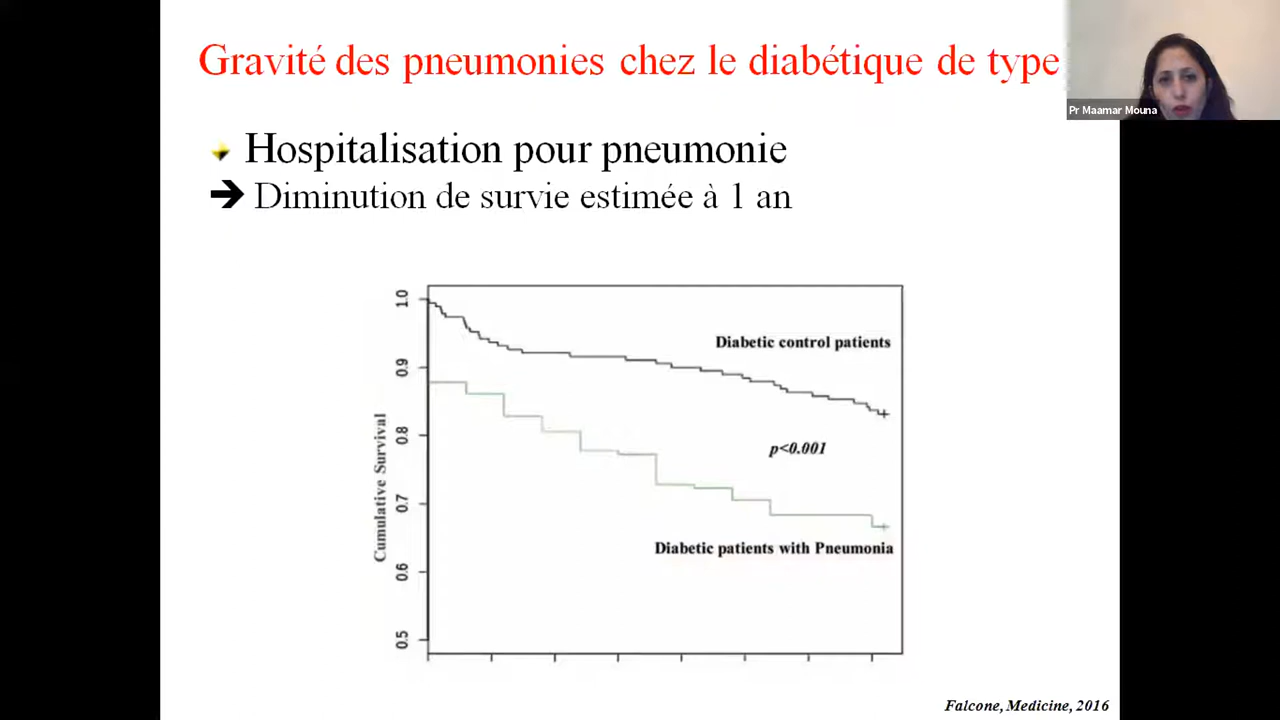 Gravité des pneumonies chez le diabétique de type
Pr Maamar Mouna
Hospitalisation pour pneumonie
➔ Diminution de survie estimée à 1 an
1.0
0.9
0.8
0.7
0.6
0.5
Cumulative Survival
Diabetic control patients
p<0.001
Diabetic patients with Pneumonia
Falcone, Medicine, 2016